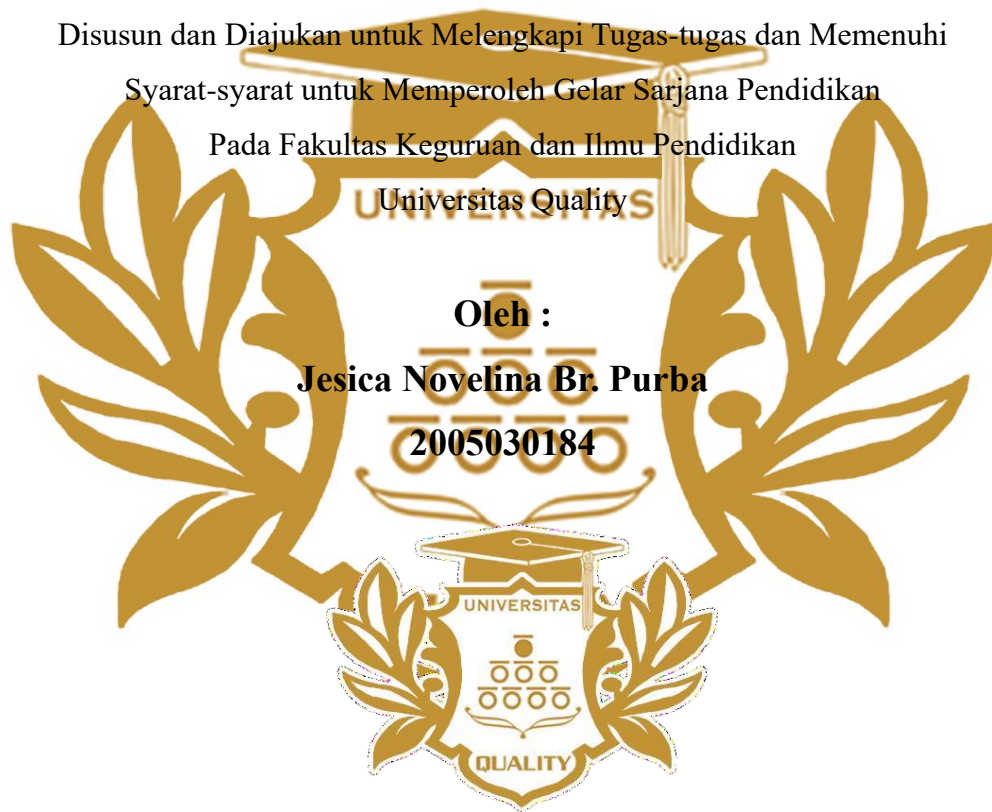 Disusun dan Diajukan untuk Melengkapi Tugas-tugas dan Memenuhi
Syarat-syarat untuk Memperoleh Gelar Sarjana Pendidikan
Pada Fakultas Keguruan dan Ilmu Pendidikan
UNIVERSITAS
Universitas Quality
Oleh :
Jesica Novelina Br. Purba
2005030184
UNIVERSITAS
QUALITY